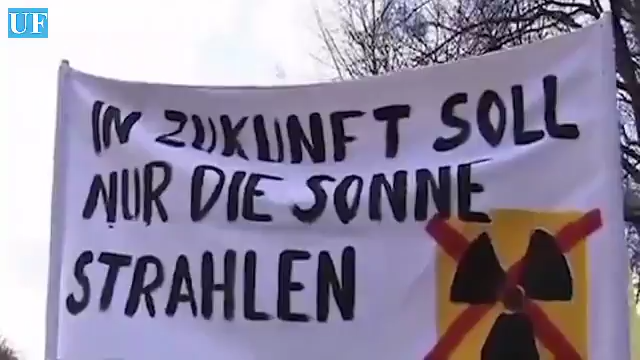 UF
IN ZUKUNFT SOLL
NUR DIE SONNE
STRAHLEN